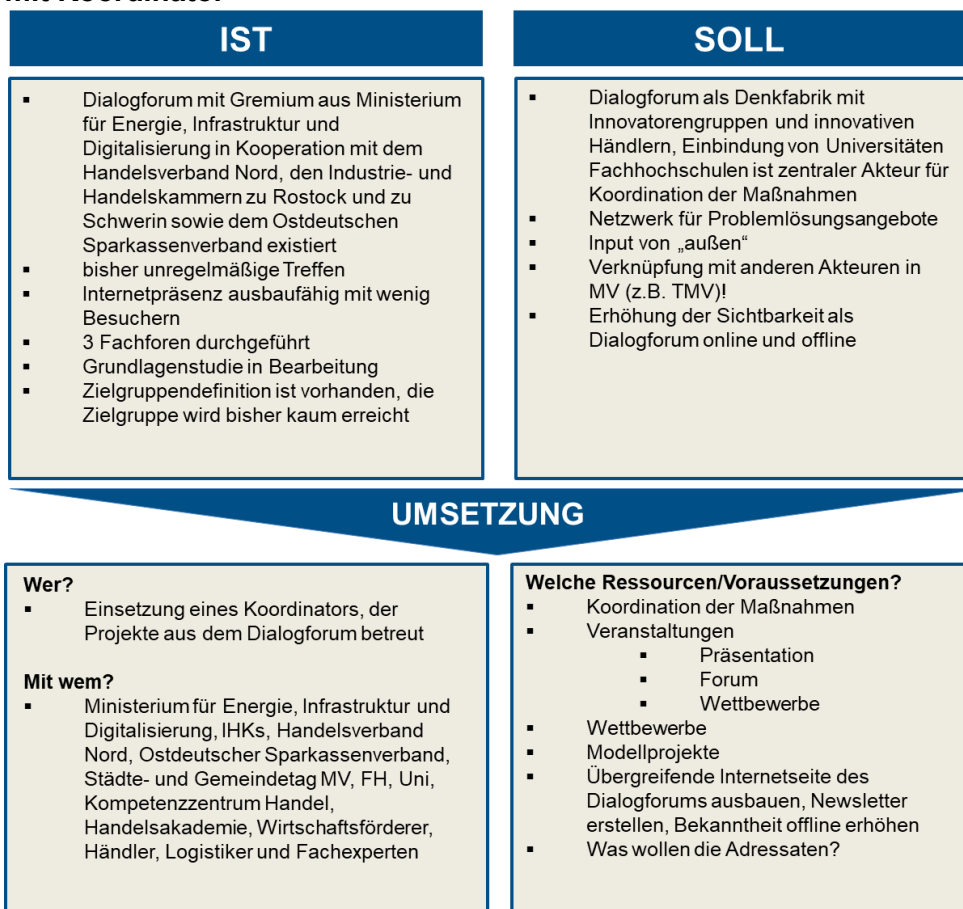 IST
▪ Dialogforum mit Gremium aus Ministerium
für Energie, Infrastruktur und
Digitalisierung in Kooperation mit dem
Handelsverband Nord, den Industrie- und
Handelskammern zu Rostock und zu
Schwerin sowie dem Ostdeutschen
Sparkassenverband existiert
▪ bisher unregelmäßige Treffen
▪ Internetpräsenz ausbaufähig mit wenig
Besuchern
▪ 3 Fachforen durchgeführt
▪ Grundlagenstudie in Bearbeitung
▪ Zielgruppendefinition ist vorhanden, die
Zielgruppe wird bisher kaum erreicht
SOLL
▪ Dialogforum als Denkfabrik mit
Innovatorengruppen und innovativen
Händlern, Einbindung von Universitäten
Fachhochschulen ist zentraler Akteur für
Koordination der Maßnahmen
▪ Netzwerk für Problemlösungsangebote
▪ Input von „außen“
▪ Verknüpfung mit anderen Akteuren in
MV (z.B. TMV)!
▪ Erhöhung der Sichtbarkeit als
Dialogforum online und offline
UMSETZUNG
Wer?
▪ Einsetzung eines Koordinators, der
Projekte aus dem Dialogforum betreut
Mit wem?
▪ Ministerium für Energie, Infrastruktur und
Digitalisierung, IHKs, Handelsverband
Nord, Ostdeutscher Sparkassenverband,
Städte- und Gemeindetag MV, FH, Uni,
Kompetenzzentrum Handel,
Handelsakademie, Wirtschaftsförderer,
Händler, Logistiker und Fachexperten
Welche Ressourcen/Voraussetzungen?
▪ Koordination der Maßnahmen
▪ Veranstaltungen
▪ Präsentation
▪ Forum
▪ Wettbewerbe
▪ Wettbewerbe
▪ Modellprojekte
▪ Übergreifende Internetseite des
Dialogforums ausbauen, Newsletter
erstellen, Bekanntheit offline erhöhen
▪ Was wollen die Adressaten?